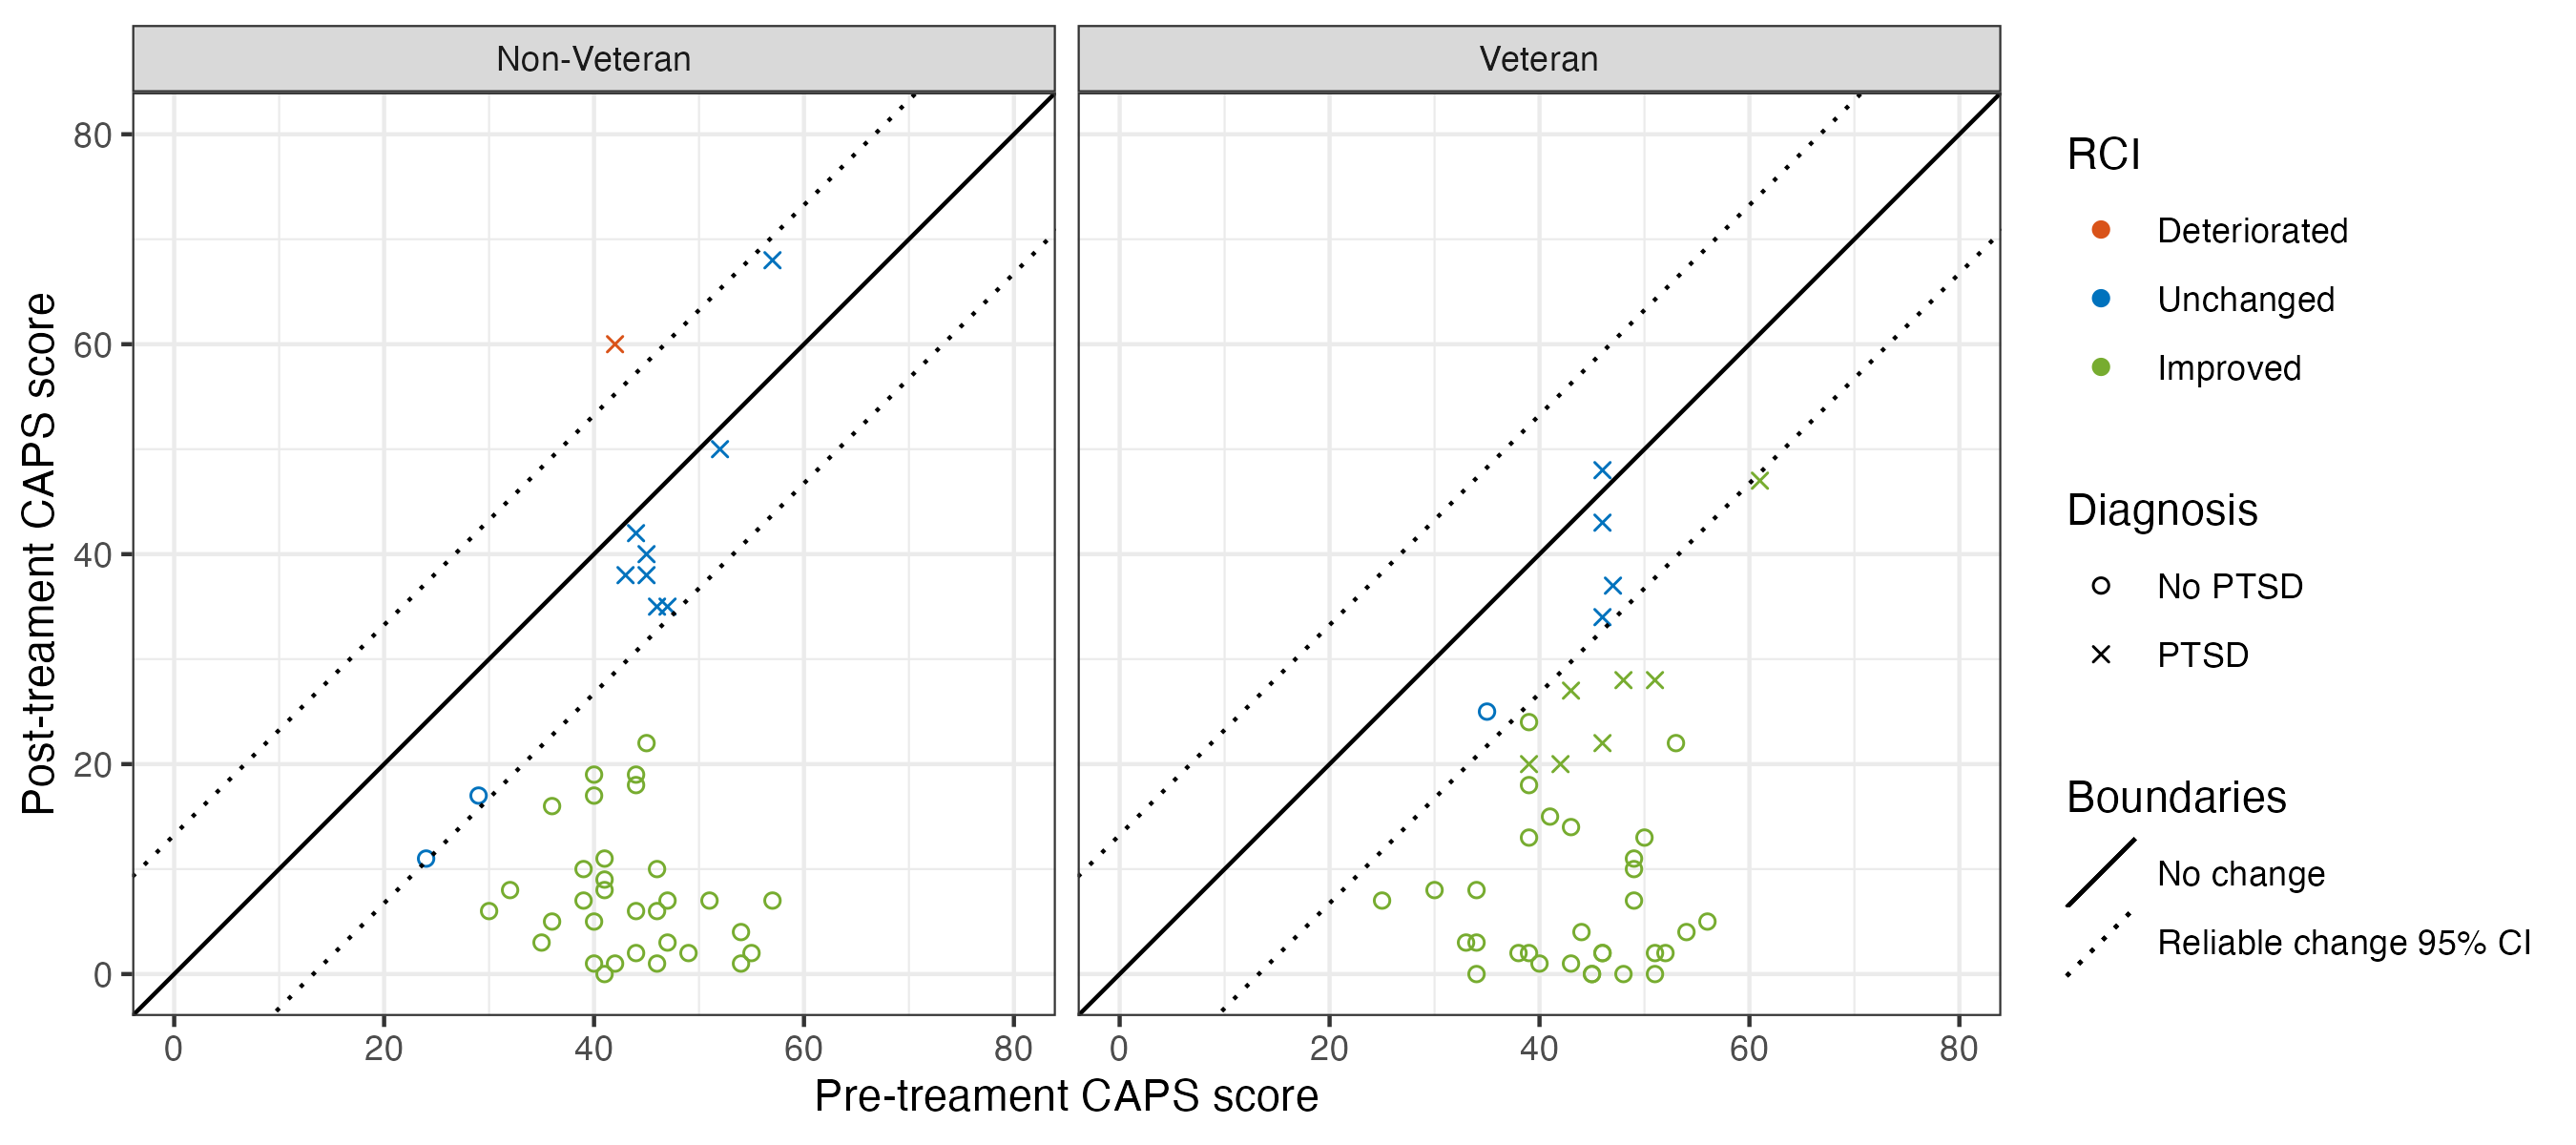 Non-Veteran
Veteran
80
60
40
20
0
Post-treament CAPS score
0
20
40
60
80
0
20
40
60
80
Pre-treament CAPS score
RCI
Deteriorated
Unchanged
Improved
Diagnosis
No PTSD
PTSD
Boundaries
No change
Reliable change 95% CI